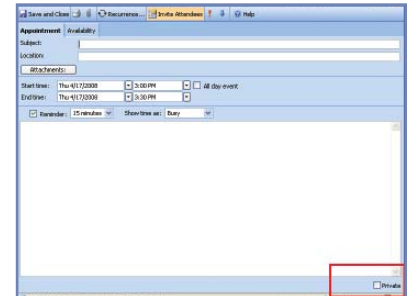 Save and Close Recurrence... Invite Attendees Help
Appointment Availability
Subject:
Location:
Attachments:
Start time: Thu 4/17/2008 3:00 PM All day event
End time: Thu 4/17/2008 3:30 PM
Reminder: 15 minutes Show time as: Busy
Private